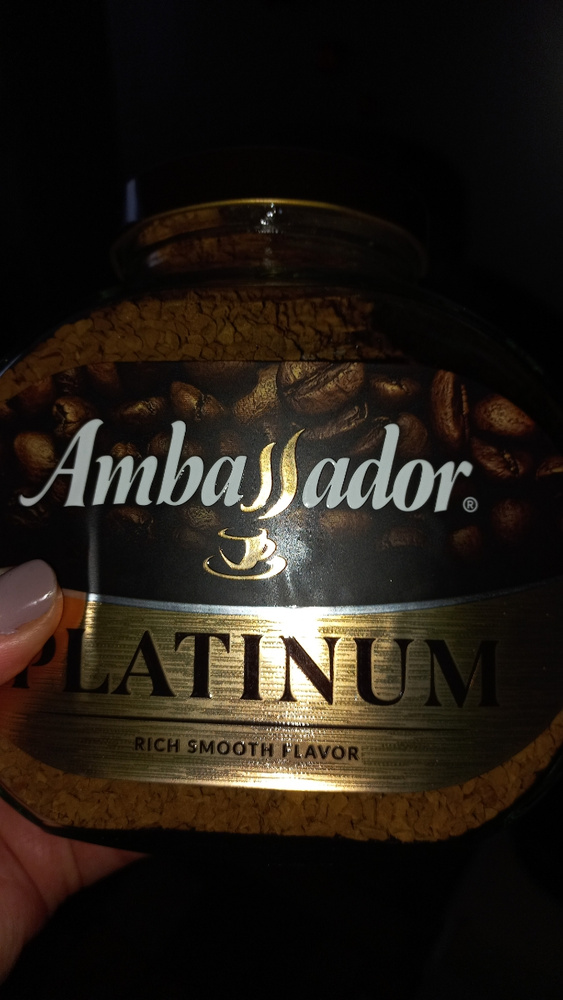 Ambassador®
PLATINUM
RICH SMOOTH FLAVOR